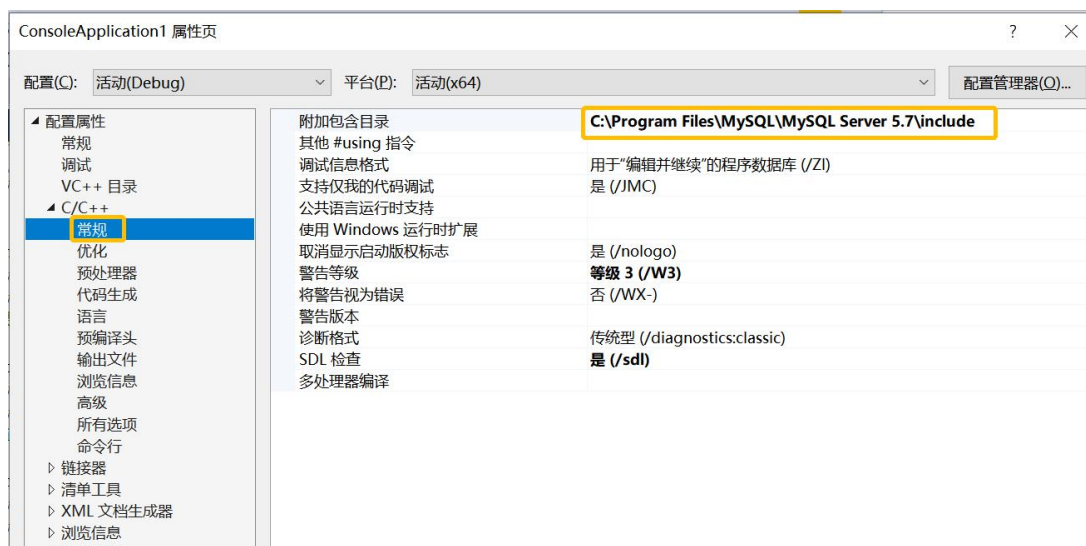 ConsoleApplication1 属性页
配置(C): 活动(Debug) 平台(P): 活动(x64) 配置管理器(O)...
配置属性
常规
调试
VC++ 目录
C/C++
常规
优化
预处理器
代码生成
语言
预编译头
输出文件
浏览信息
高级
所有选项
命令行
链接器
清单工具
XML 文档生成器
浏览信息
附加包含目录 C:\Program Files\MySQL\MySQL Server 5.7\include
其他 #using 指令
调试信息格式 用于“编辑并继续”的程序数据库 (/ZI)
支持仅我的代码调试 是 (/JMC)
公共语言运行时支持
使用 Windows 运行时扩展
取消显示启动版权标志 是 (/nologo)
警告等级 等级 3 (/W3)
将警告视为错误 否 (/WX-)
警告版本
诊断格式 传统型 (/diagnostics:classic)
SDL 检查 是 (/sdl)
多处理器编译